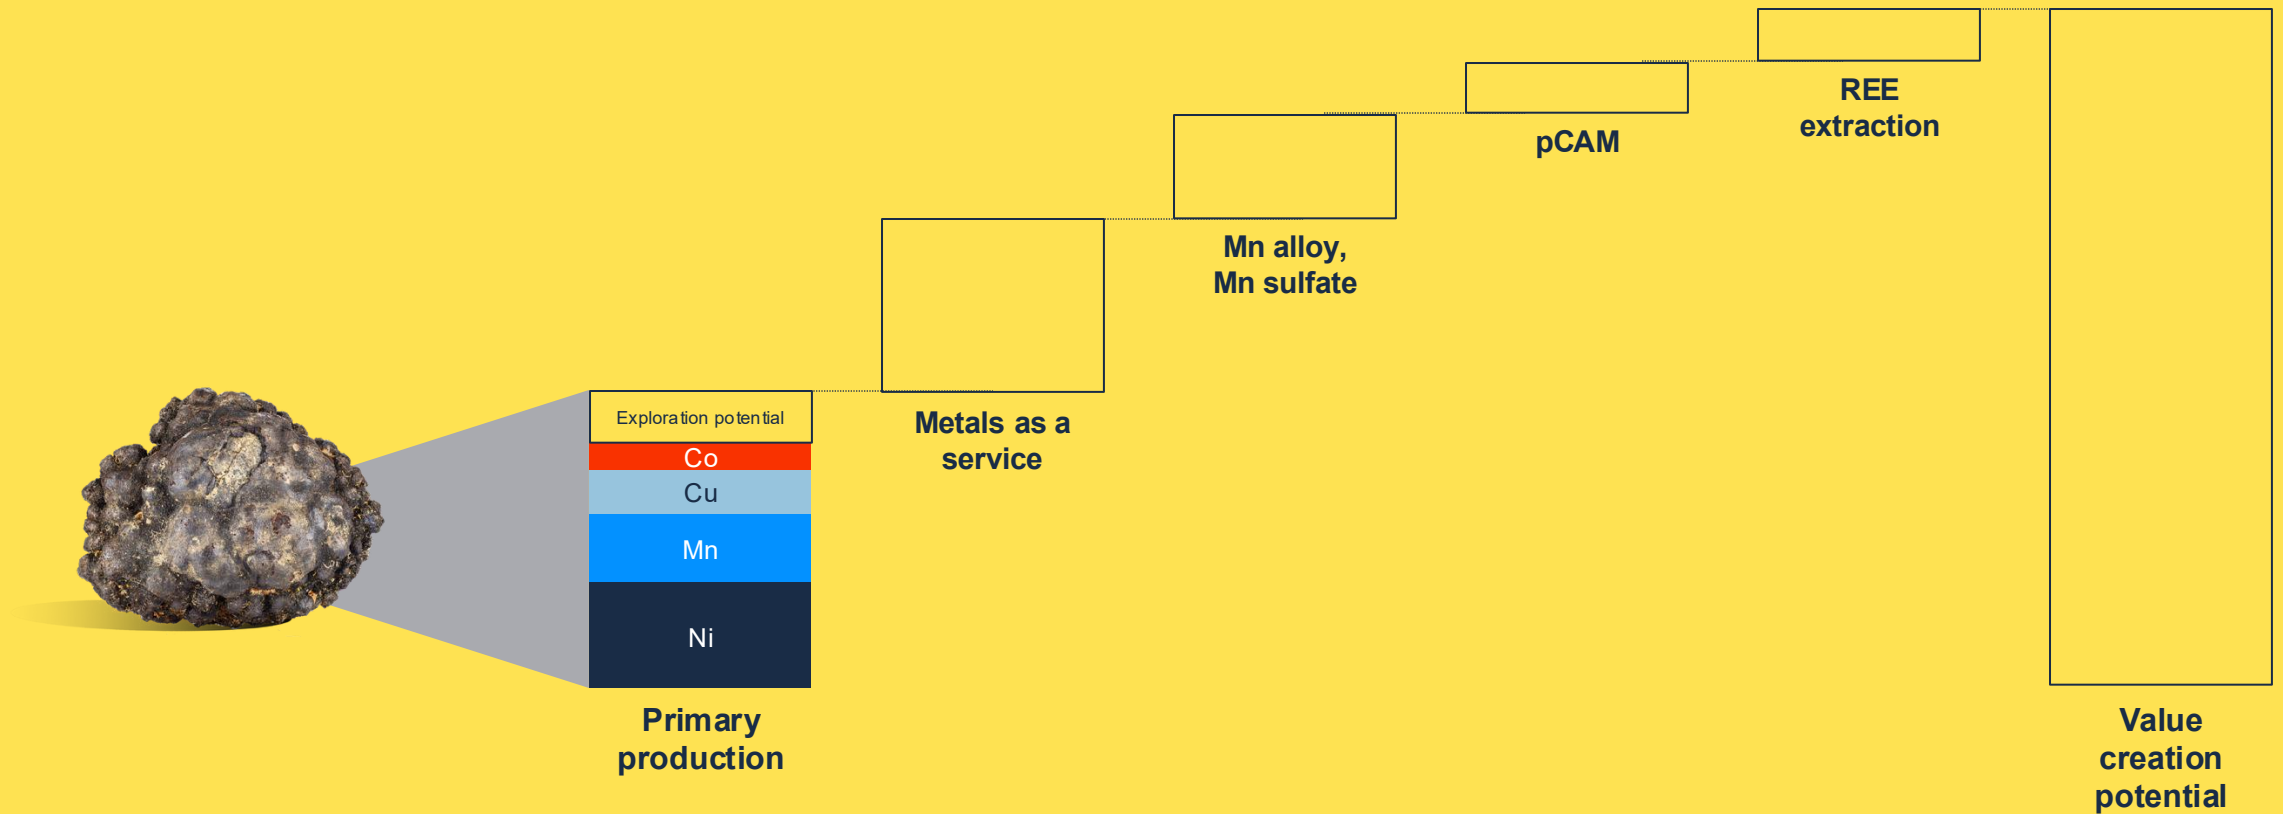 REE
extraction
pCAM
Mn alloy,
Mn sulfate
Exploration potential
Co
Cu
Mn
Ni
Metals as a
service
Primary
production
Value
creation
potential